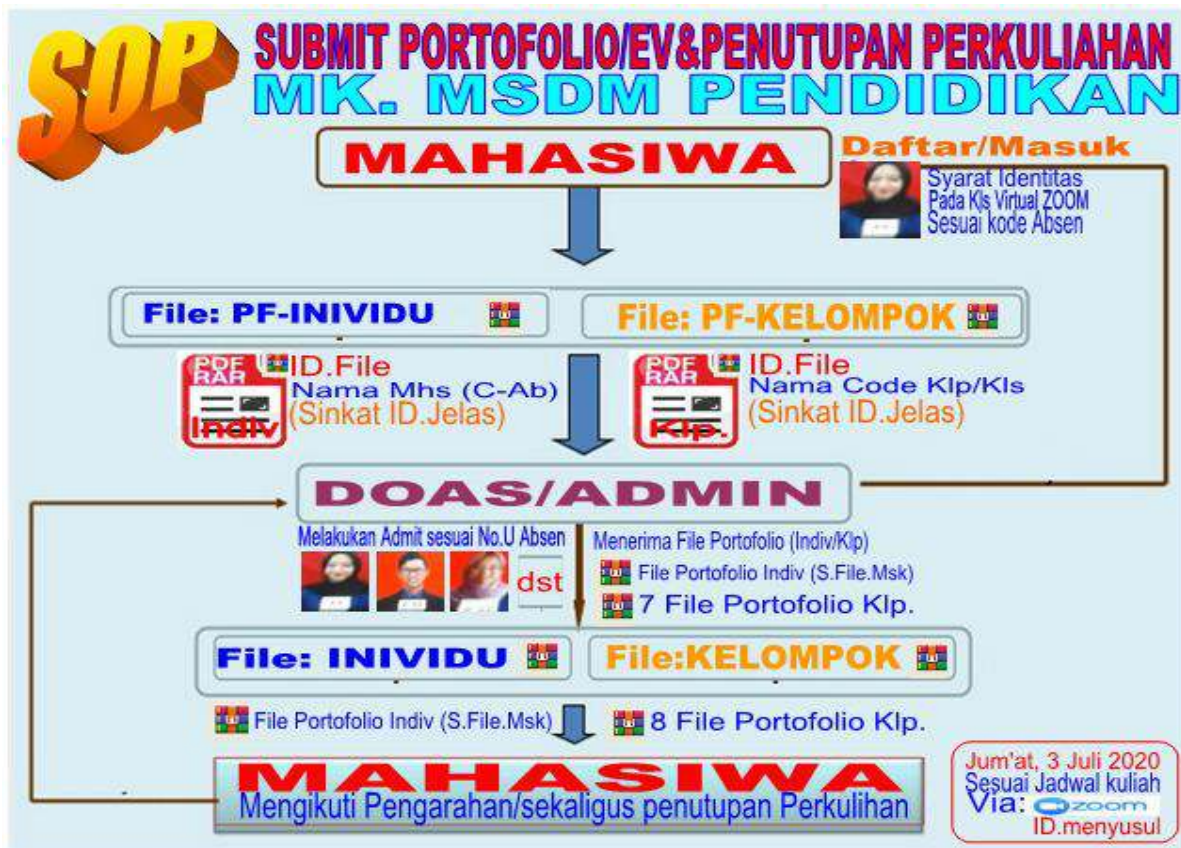 SOP
SUBMIT PORTOFOLIO/EV&PENUTUPAN PERKULIAHAN
MK. MSDM PENDIDIKAN
MAHASIWA
Daftar/Masuk
Syarat Identitas
Pada Kls Virtual ZOOM
Sesuai kode Absen
File: PF-INIVIDU
File: PF-KELOMPOK
PDF
RAR
Indiv
ID.File
Nama Mhs (C-Ab)
(Sinkat ID.Jelas)
PDF
RAR
Klp.
ID.File
Nama Code Klp/Kls
(Sinkat ID.Jelas)
DOAS/ADMIN
Melakukan Admit sesuai No.U Absen
dst
Menerima File Portofolio (Indiv/Klp)
File Portofolio Indiv (S.File.Msk)
7 File Portofolio Klp.
File: INIVIDU
File:KELOMPOK
File Portofolio Indiv (S.File.Msk)
8 File Portofolio Klp.
MAHASIWA
Mengikuti Pengarahan/sekaligus penutupan Perkulihan
Jum'at, 3 Juli 2020
Sesuai Jadwal kuliah
Via: zoom
ID.menyusul